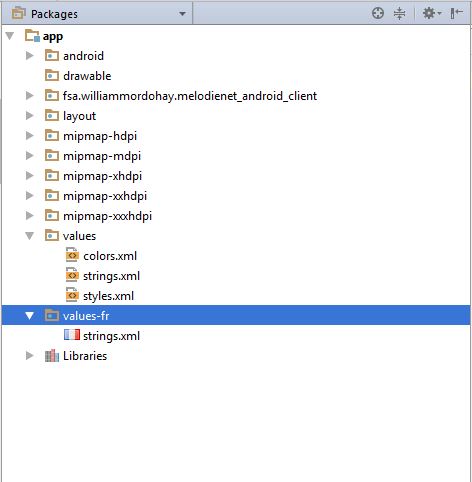 Packages
app
android
drawable
fsa.williammordohay.melodienet_android_client
layout
mipmap-hdpi
mipmap-mdpi
mipmap-xhdpi
mipmap-xxhdpi
mipmap-xxxhdpi
values
colors.xml
strings.xml
styles.xml
values-fr
strings.xml
Libraries